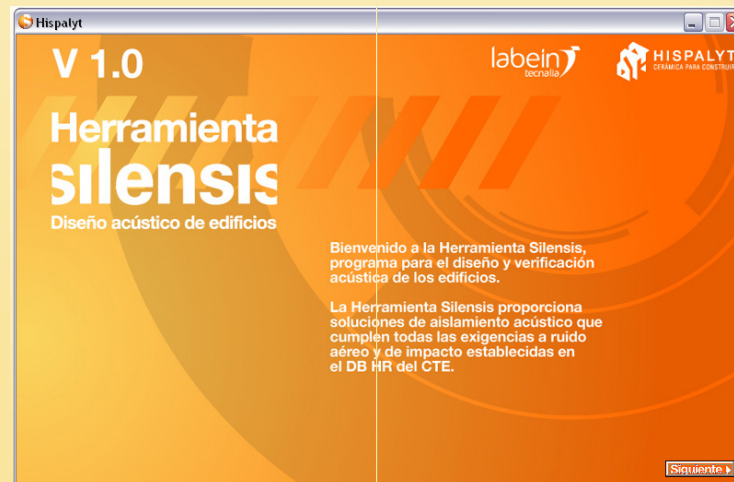 Hispalyt
V 1.0
labein
tecnalia
HISPALYT
CERÁMICA PARA CONSTRUIR
Herramienta
silensis
Diseño acústico de edificios
Bienvenido a la Herramienta Silensis,
programa para el diseño y verificación
acústica de los edificios.
La Herramienta Silensis proporciona
soluciones de aislamiento acústico que
cumplen todas las exigencias a ruido
aéreo y de impacto establecidas en
el DB HR del CTE.
Siguiente